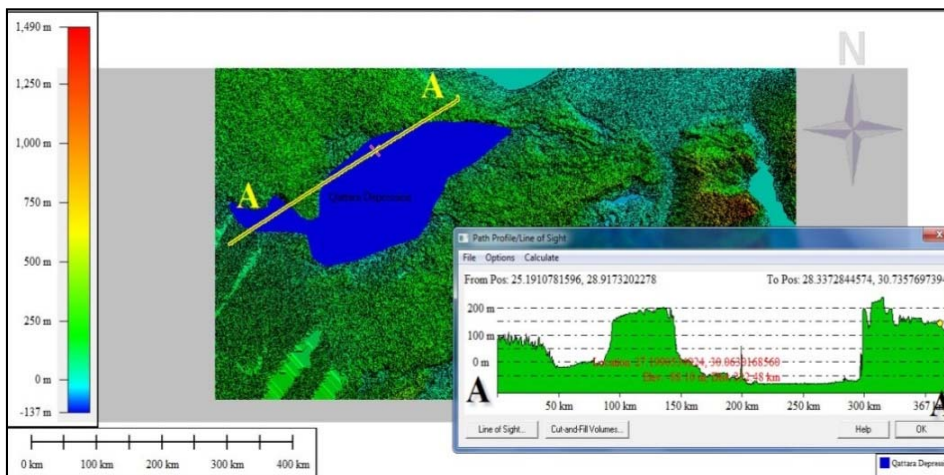 1,490 m
1,250 m
1,000 m
750 m
500 m
250 m
0 m
-137 m
A
A
N
Qattara Depression
Path Profile/Line of Sight
File Options Calculate
From Pos: 25.1910781596, 28.9173202278
To Pos: 28.3372844574, 30.7357697394
200 m
100 m
0 m
A
A
50 km
100 km
150 km
200 km
250 km
300 km
367
Line of Sight...
Cut-and-Fill Volumes...
Help
OK
0 km
100 km
200 km
300 km
400 km
Qattara Depress